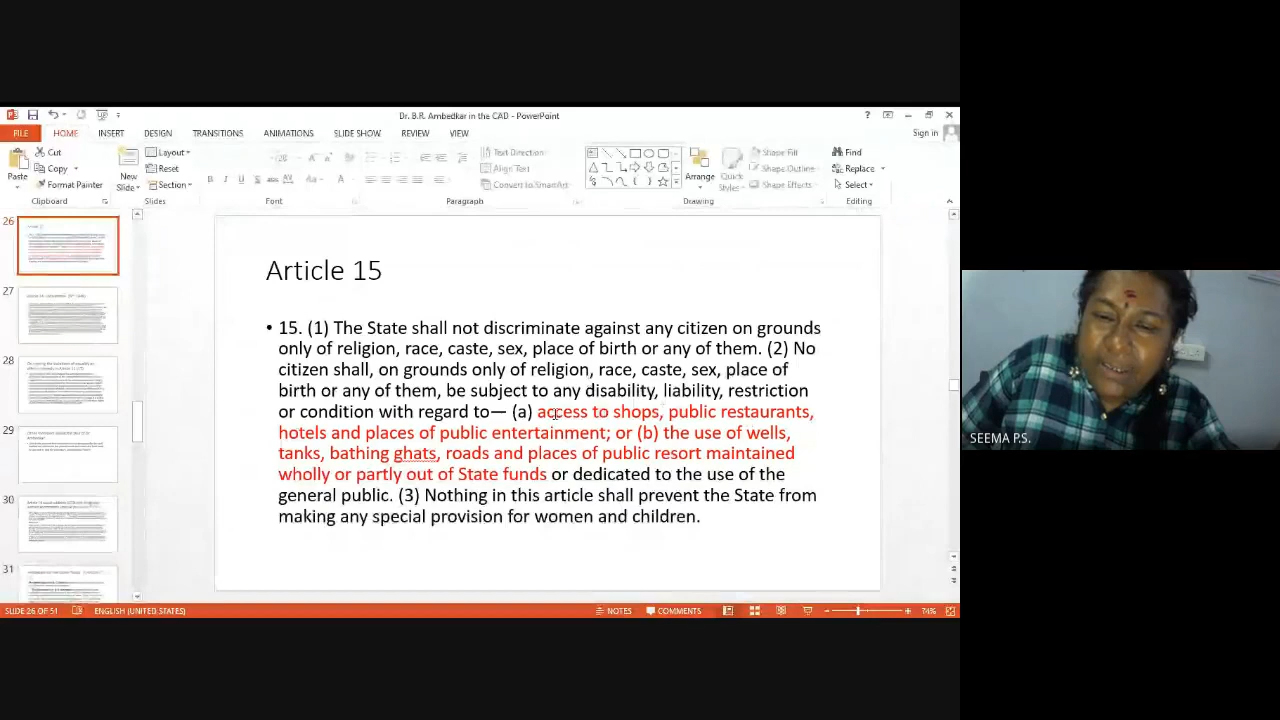 Dr. B.R. Ambedkar in the CAD - PowerPoint
FILE HOME INSERT DESIGN TRANSITIONS ANIMATIONS SLIDE SHOW REVIEW VIEW Sign in
Paste Cut Copy Format Painter
Clipboard
New Slide Layout Reset Section
Slides
Font
Text Direction Align Text Convert to SmartArt
Paragraph
Arrange Quick Styles Shape Fill Shape Outline Shape Effects
Drawing
Find Replace Select
Editing
26
27
28
29
30
31
Article 15
• 15. (1) The State shall not discriminate against any citizen on grounds
only of religion, race, caste, sex, place of birth or any of them. (2) No
citizen shall, on grounds only of religion, race, caste, sex, place of
birth or any of them, be subject to any disability, liability, restriction
or condition with regard to— (a) access to shops, public restaurants,
hotels and places of public entertainment; or (b) the use of wells,
tanks, bathing ghats, roads and places of public resort maintained
wholly or partly out of State funds or dedicated to the use of the
general public. (3) Nothing in this article shall prevent the State from
making any special provision for women and children.
SLIDE 26 OF 51 ENGLISH (UNITED STATES) NOTES COMMENTS 74%
SEEMA P.S.